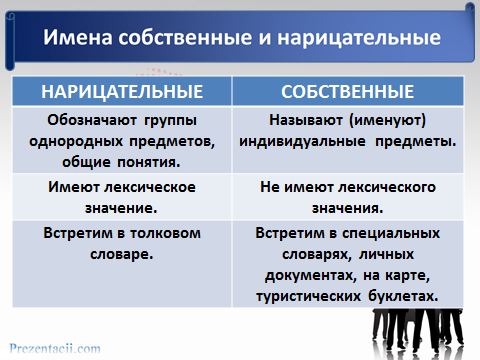 Имена собственные и нарицательные
НАРИЦАТЕЛЬНЫЕ
СОБСТВЕННЫЕ
Обозначают группы
однородных предметов,
общие понятия.
Называют (именуют)
индивидуальные предметы.
Имеют лексическое
значение.
Не имеют лексического
значения.
Встретим в толковом
словаре.
Встретим в специальных
словарях, личных
документах, на карте,
туристических буклетах.
Prezentacii.com